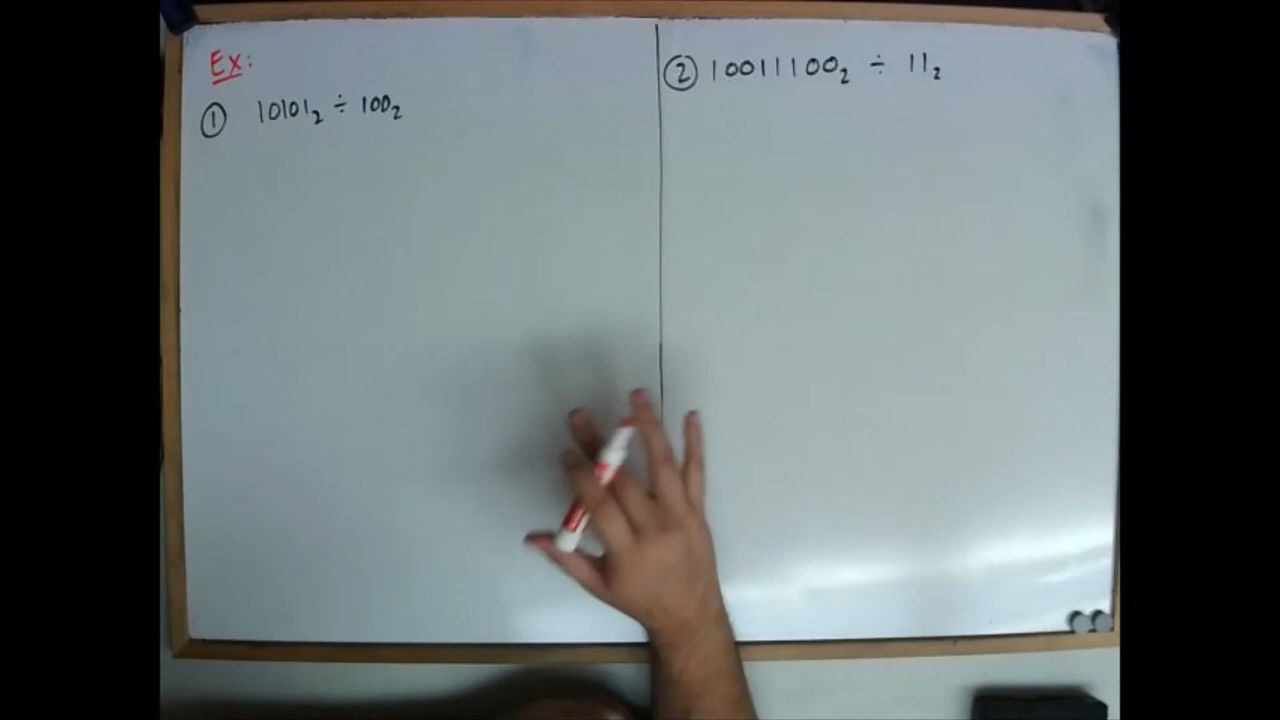 Ex:
① 10101₂ ÷ 100₂
② 10011100₂ ÷ 11₂